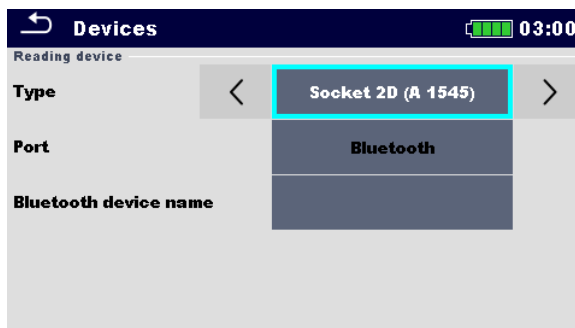 Devices 03:00
Reading device
Type Socket 2D (A 1545)
Port Bluetooth
Bluetooth device name